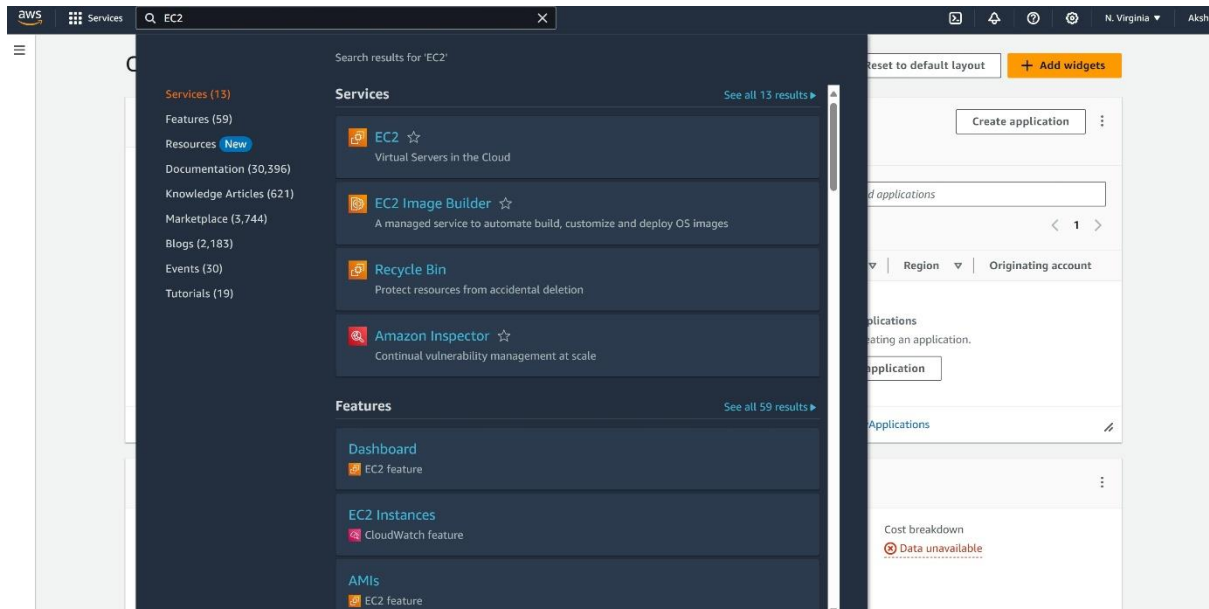 aws
Services
EC2
N. Virginia
Aksh
Search results for 'EC2'
Services (13)
Features (59)
Resources New
Documentation (30,396)
Knowledge Articles (621)
Marketplace (3,744)
Blogs (2,183)
Events (30)
Tutorials (19)
Services
See all 13 results
EC2
Virtual Servers in the Cloud
EC2 Image Builder
A managed service to automate build, customize and deploy OS images
Recycle Bin
Protect resources from accidental deletion
Amazon Inspector
Continual vulnerability management at scale
Features
See all 59 results
Dashboard
EC2 feature
EC2 Instances
CloudWatch feature
AMIs
EC2 feature
Reset to default layout
+ Add widgets
Create application
applications
1
Region
Originating account
an application.
application
Applications
Cost breakdown
Data unavailable